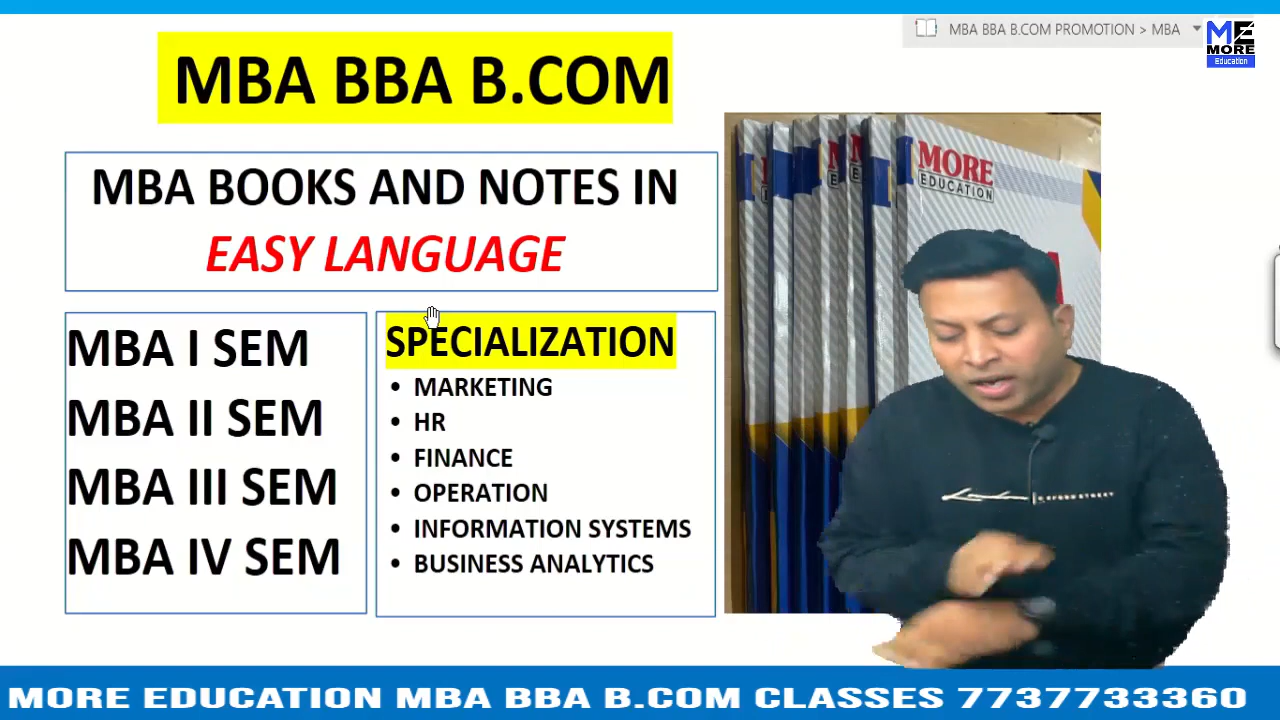 MBA BBA B.COM PROMOTION > MBA
ME
MORE
Education
MBA BBA B.COM
MBA BOOKS AND NOTES IN
EASY LANGUAGE
MBA I SEM
MBA II SEM
MBA III SEM
MBA IV SEM
SPECIALIZATION
• MARKETING
• HR
• FINANCE
• OPERATION
• INFORMATION SYSTEMS
• BUSINESS ANALYTICS
MORE
EDUCATION
MORE EDUCATION MBA BBA B.COM CLASSES 7737733360